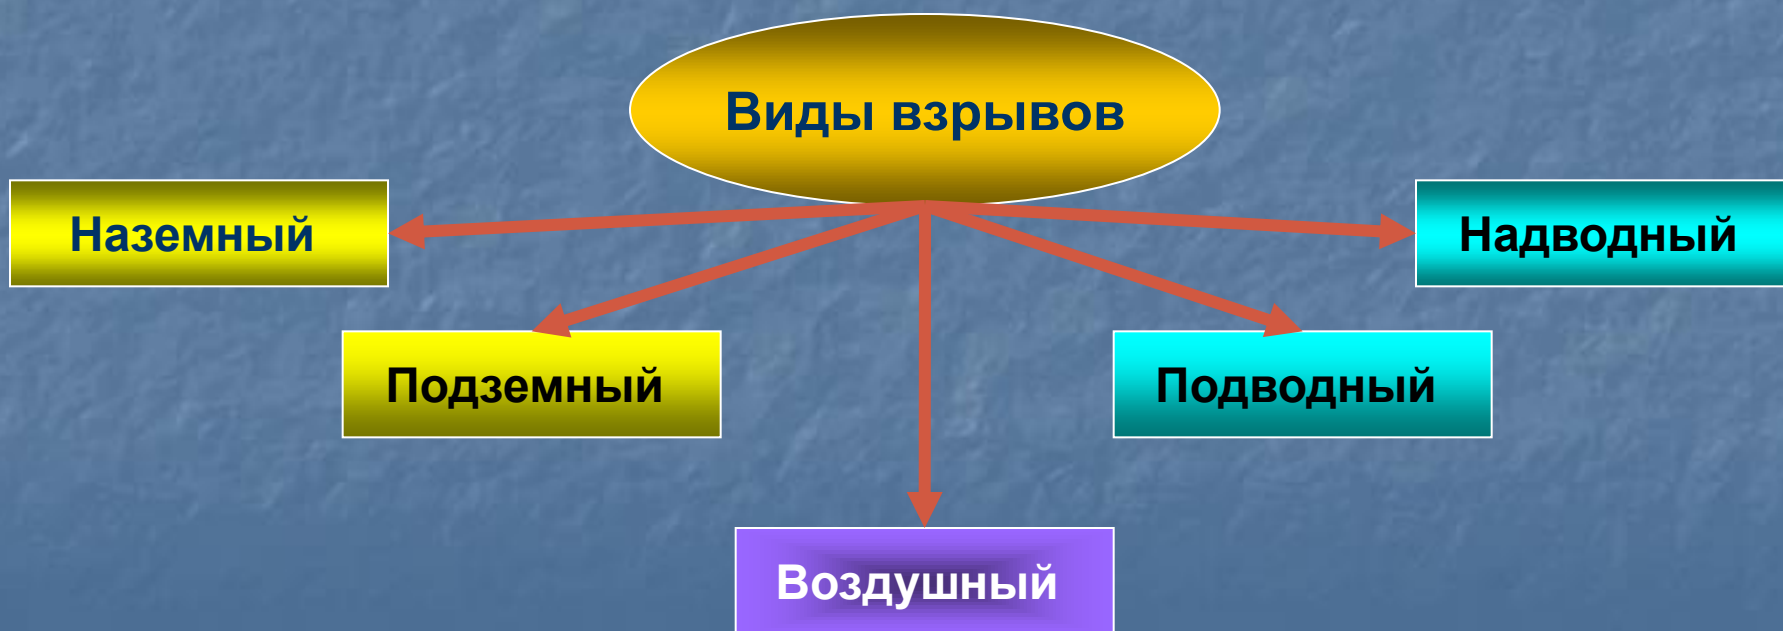 Виды взрывов
Наземный
Надводный
Подземный
Подводный
Воздушный